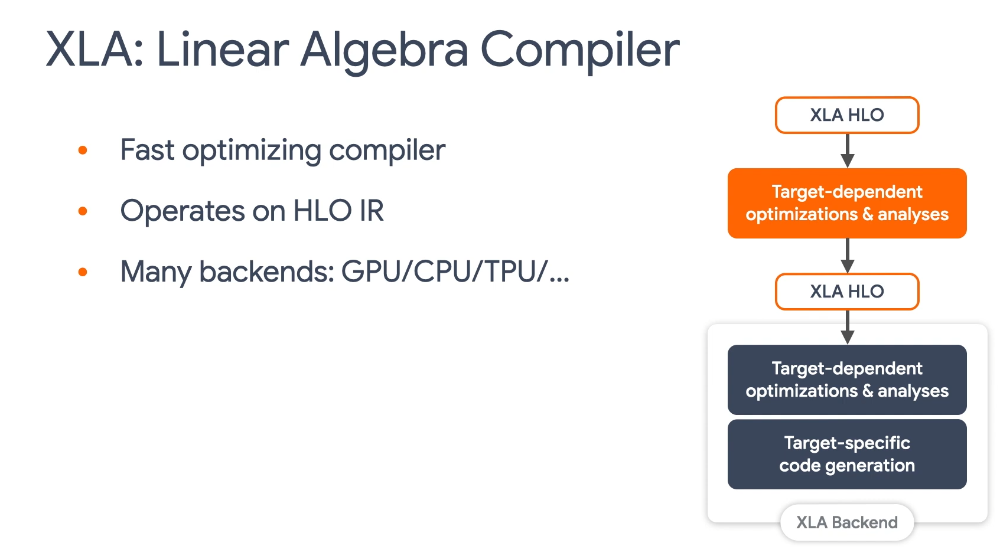 XLA: Linear Algebra Compiler
• Fast optimizing compiler
• Operates on HLO IR
• Many backends: GPU/CPU/TPU/...
XLA HLO
Target-dependent
optimizations & analyses
XLA HLO
Target-dependent
optimizations & analyses
Target-specific
code generation
XLA Backend